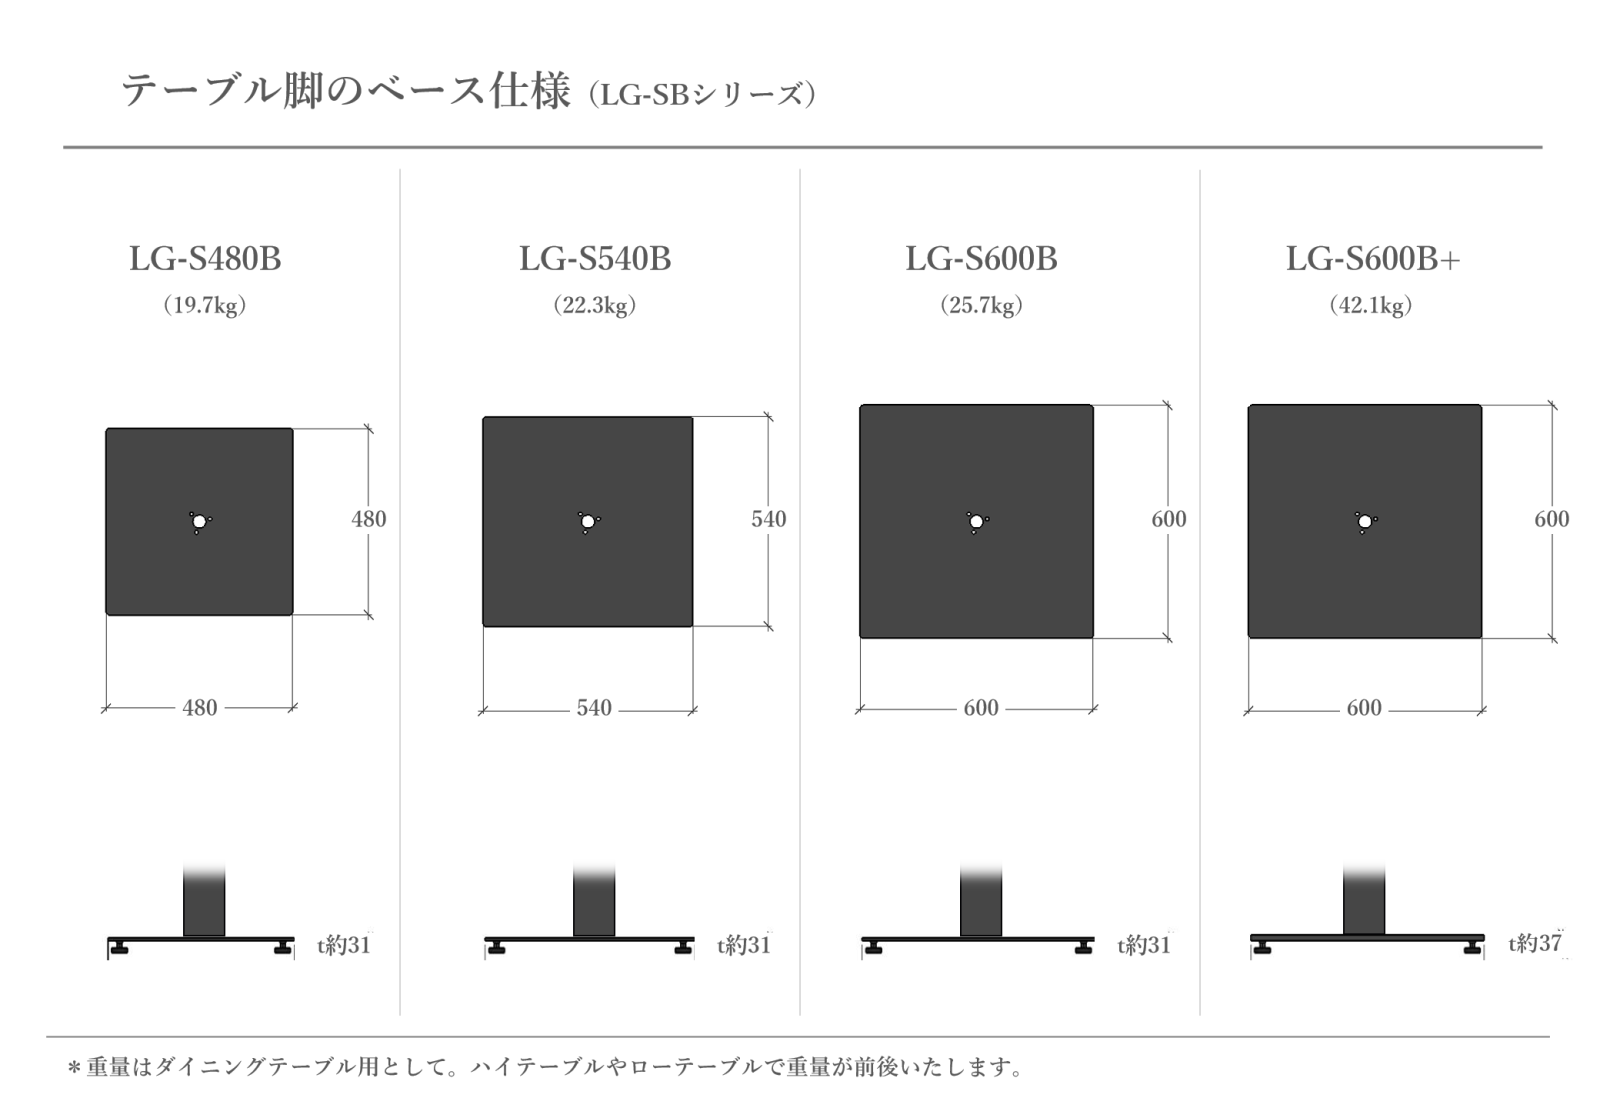 テーブル脚のベース仕様（LG-SBシリーズ）
LG-S480B
（19.7kg）
480
480
t約31
LG-S540B
（22.3kg）
540
540
t約31
LG-S600B
（25.7kg）
600
600
t約31
LG-S600B+
（42.1kg）
600
600
t約37
＊重量はダイニングテーブル用として。ハイテーブルやローテーブルで重量が前後いたします。